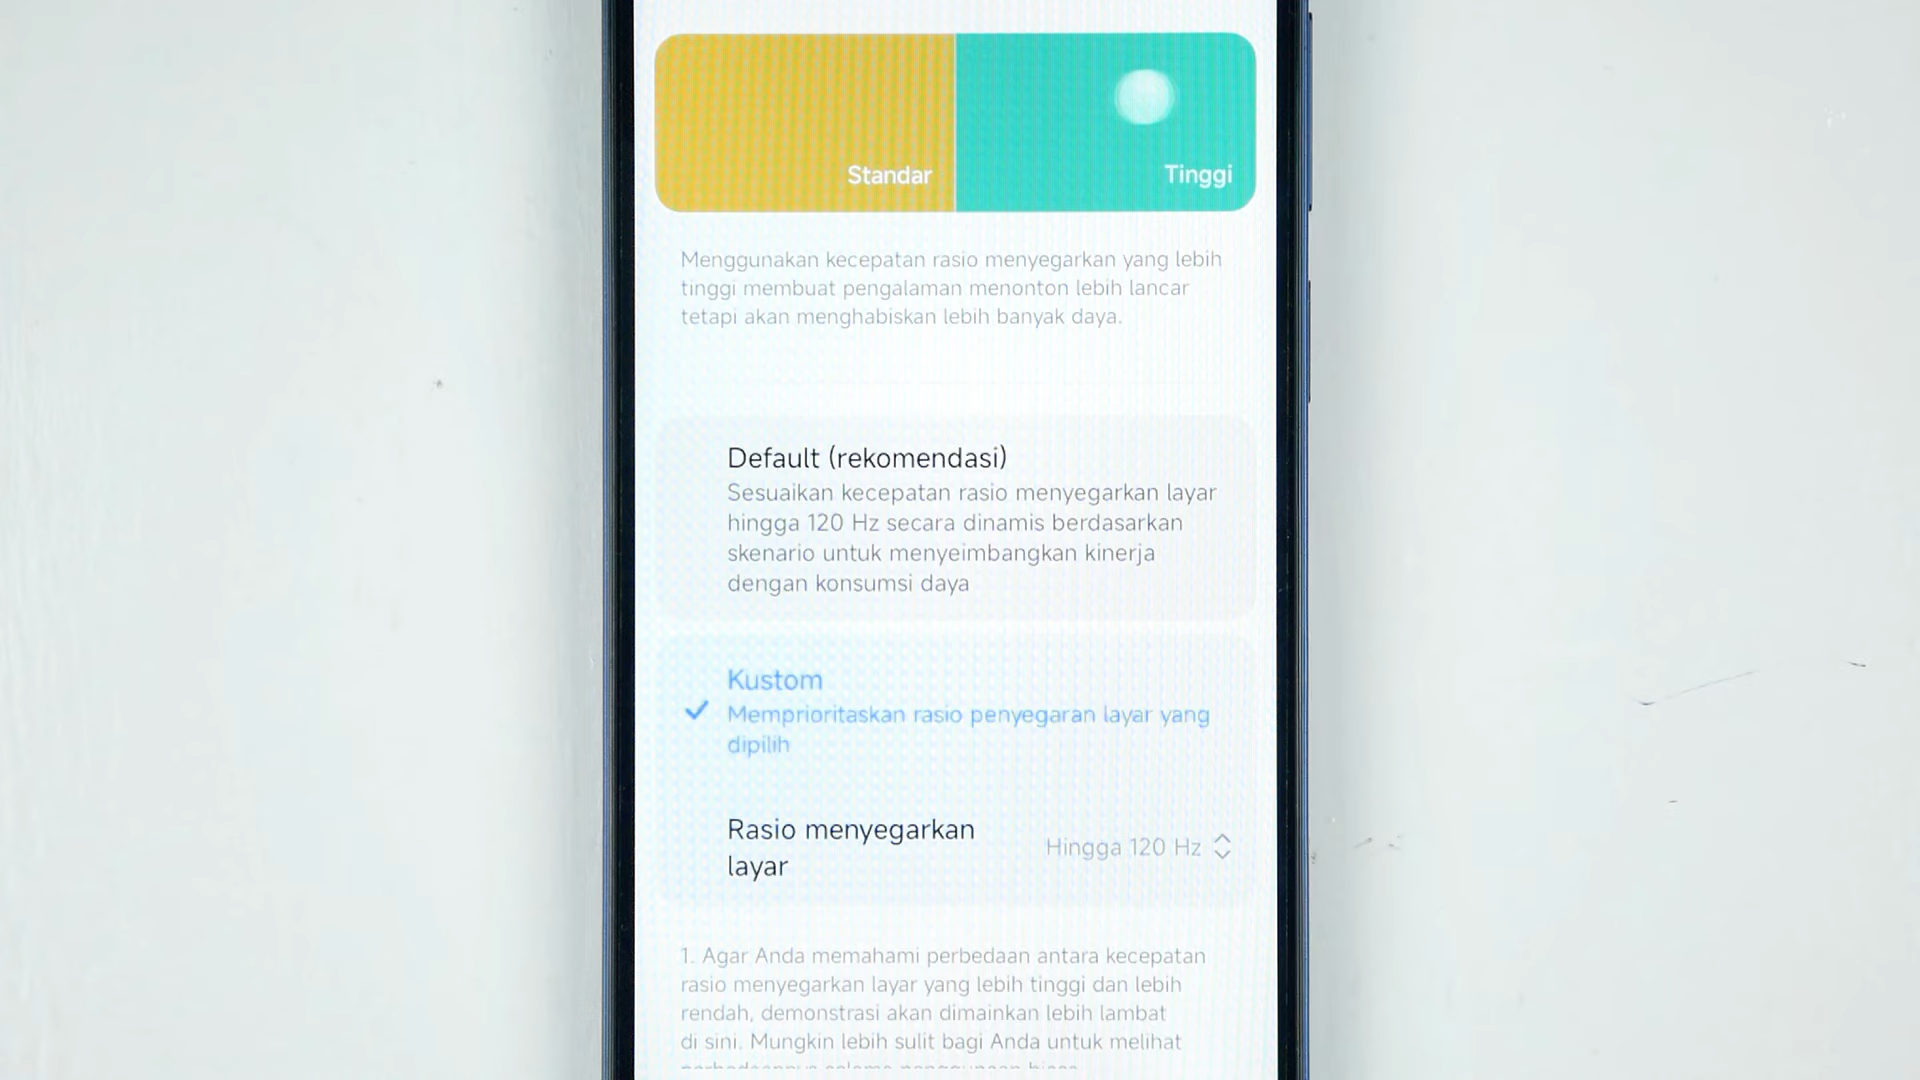 Standar
Tinggi
Menggunakan kecepatan rasio menyegarkan yang lebih
tinggi membuat pengalaman menonton lebih lancar
tetapi akan menghabiskan lebih banyak daya.
Default (rekomendasi)
Sesuaikan kecepatan rasio menyegarkan layar
hingga 120 Hz secara dinamis berdasarkan
skenario untuk menyeimbangkan kinerja
dengan konsumsi daya
Kustom
Memprioritaskan rasio penyegaran layar yang
dipilih
Rasio menyegarkan
layar
Hingga 120 Hz
1. Agar Anda memahami perbedaan antara kecepatan
rasio menyegarkan layar yang lebih tinggi dan lebih
rendah, demonstrasi akan dimainkan lebih lambat
di sini. Mungkin lebih sulit bagi Anda untuk melihat